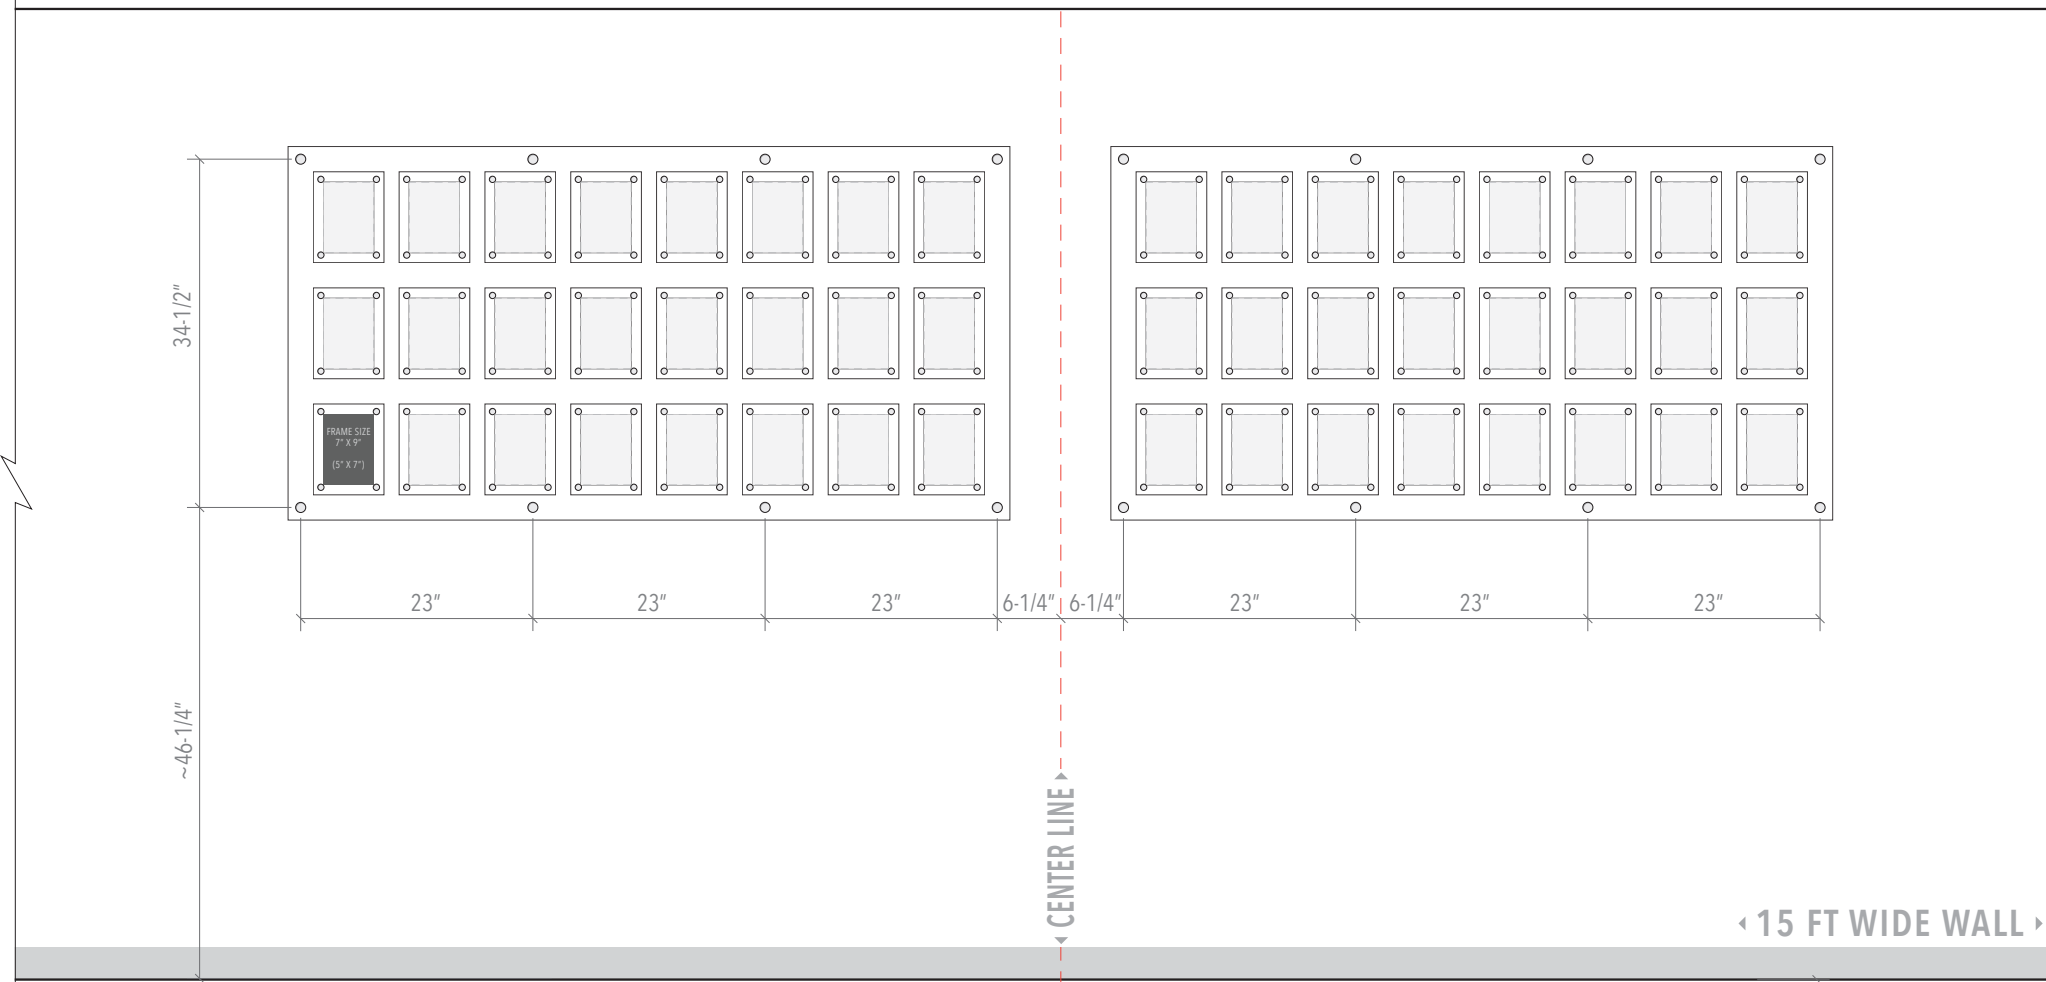 34-1/2"
FRAME SIZE
7" X 9"
(5" X 7")
23"
23"
23"
6-1/4"
6-1/4"
23"
23"
23"
~46-1/4"
CENTER LINE
15 FT WIDE WALL